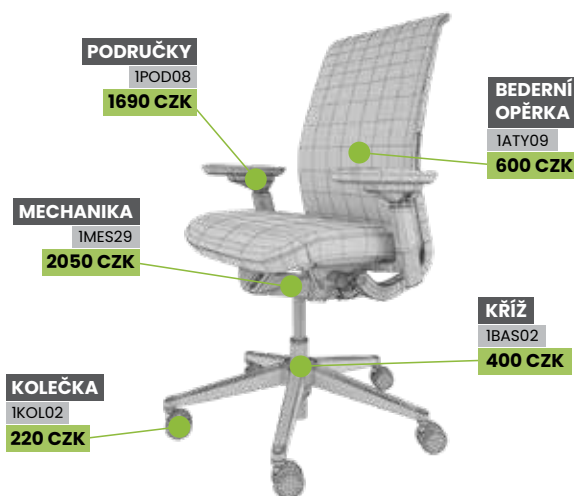 PODRUČKY
1POD08
1690 CZK
BEDERNÍ
OPĚRKA
1ATY09
600 CZK
MECHANIKA
1MES29
2050 CZK
KŘÍŽ
1BAS02
400 CZK
KOLEČKA
1KOL02
220 CZK